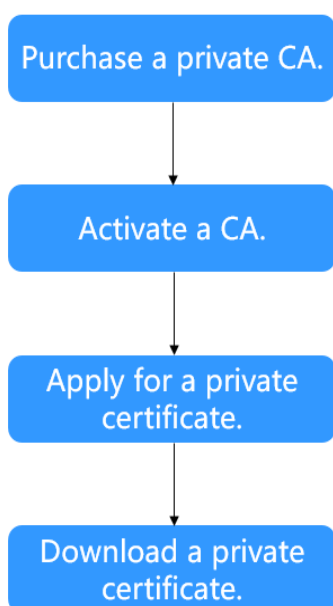 Purchase a private CA.
Activate a CA.
Apply for a private
certificate.
Download a private
certificate.